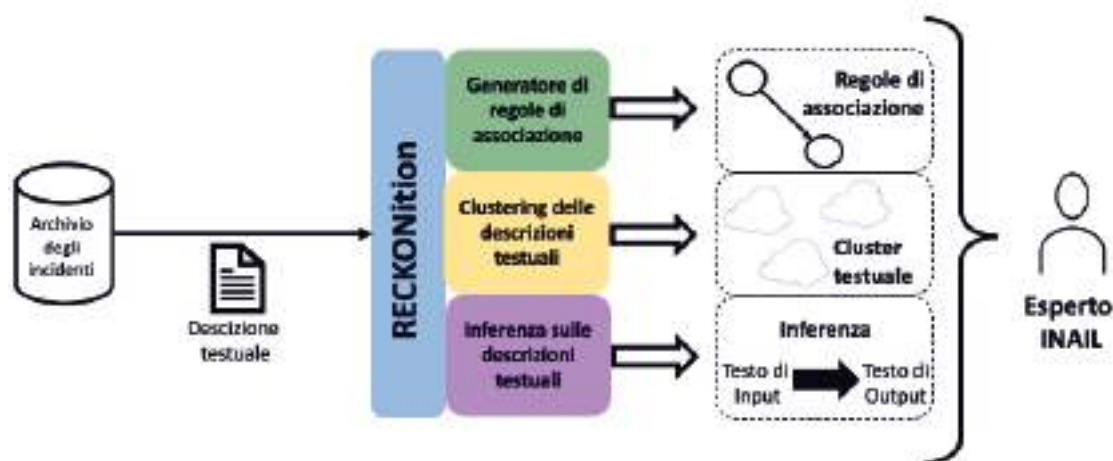 Archivio
degli
incidenti
Descizione
testuale
RECKONition
Generatore di
regole di
associazione
Clustering delle
descrizioni
testuali
Inferenza sulle
descrizioni
testuali
Regole di
associazione
Cluster
testuale
Inferenza
Testo di
Input
Testo di
Output
Esperto
INAIL